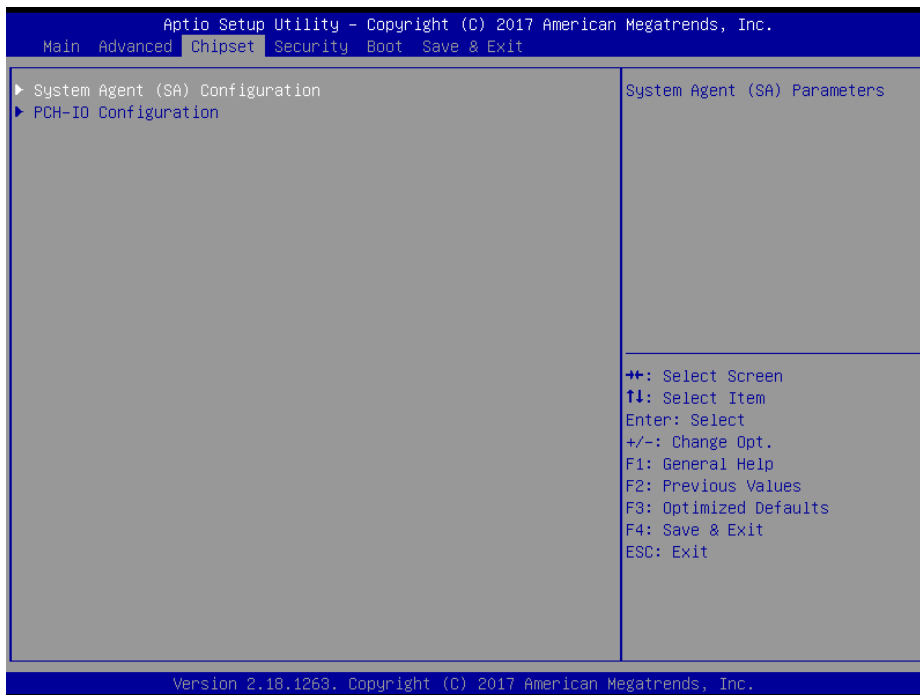 Aptio Setup Utility – Copyright (C) 2017 American Megatrends, Inc.
Main Advanced Chipset Security Boot Save & Exit
▶ System Agent (SA) Configuration
▶ PCH-IO Configuration
System Agent (SA) Parameters
→←: Select Screen
↑↓: Select Item
Enter: Select
+/-: Change Opt.
F1: General Help
F2: Previous Values
F3: Optimized Defaults
F4: Save & Exit
ESC: Exit
Version 2.18.1263. Copyright (C) 2017 American Megatrends, Inc.